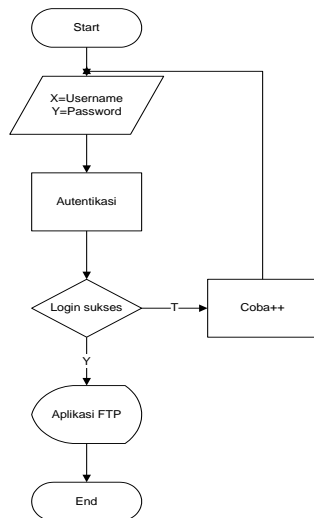 Start
X=Username
Y=Password
Autentikasi
Login sukses
T
Coba++
Y
Aplikasi FTP
End